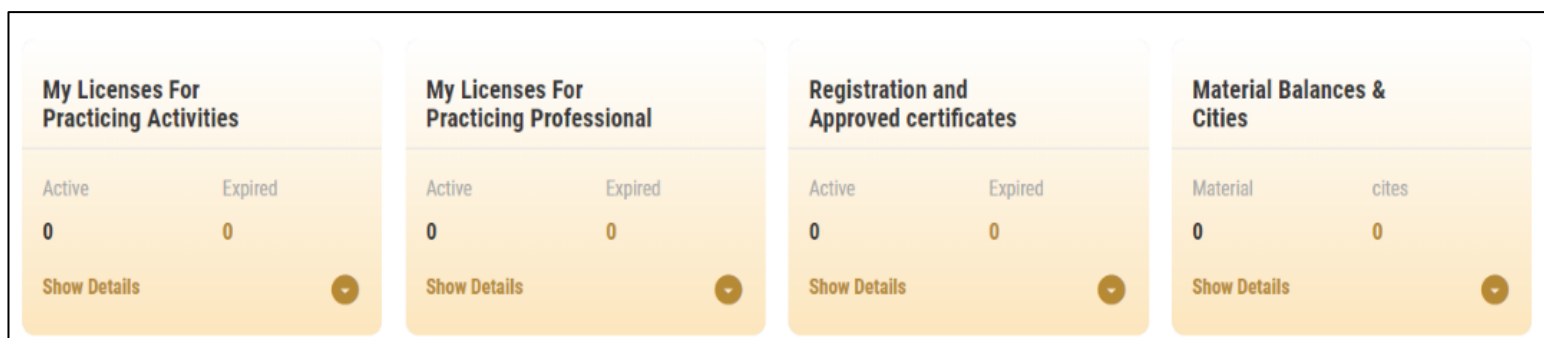 My Licenses For
Practicing Activities
Active Expired
0 0
Show Details
My Licenses For
Practicing Professional
Active Expired
0 0
Show Details
Registration and
Approved certificates
Active Expired
0 0
Show Details
Material Balances &
Cities
Material cites
0 0
Show Details